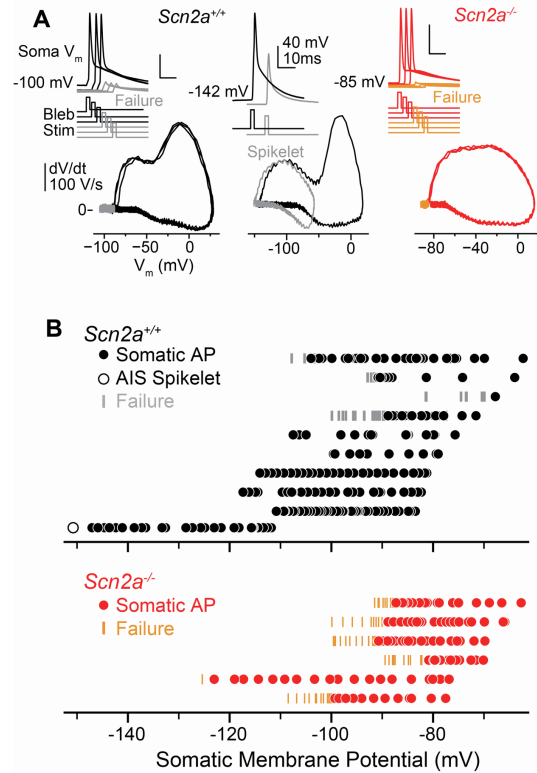 A
Scn2a+/+
Scn2a-/-
Soma Vm
40 mV
10ms
-100 mV
-142 mV
-85 mV
Failure
Failure
Bleb
Stim
Spikelet
dV/dt
100 V/s
0-
−100 −50 0
−100 0
−80 −40 0
Vm (mV)
B
Scn2a+/+
Somatic AP
AIS Spikelet
Failure
Scn2a-/-
Somatic AP
Failure
-140 -120 -100 -80
Somatic Membrane Potential (mV)